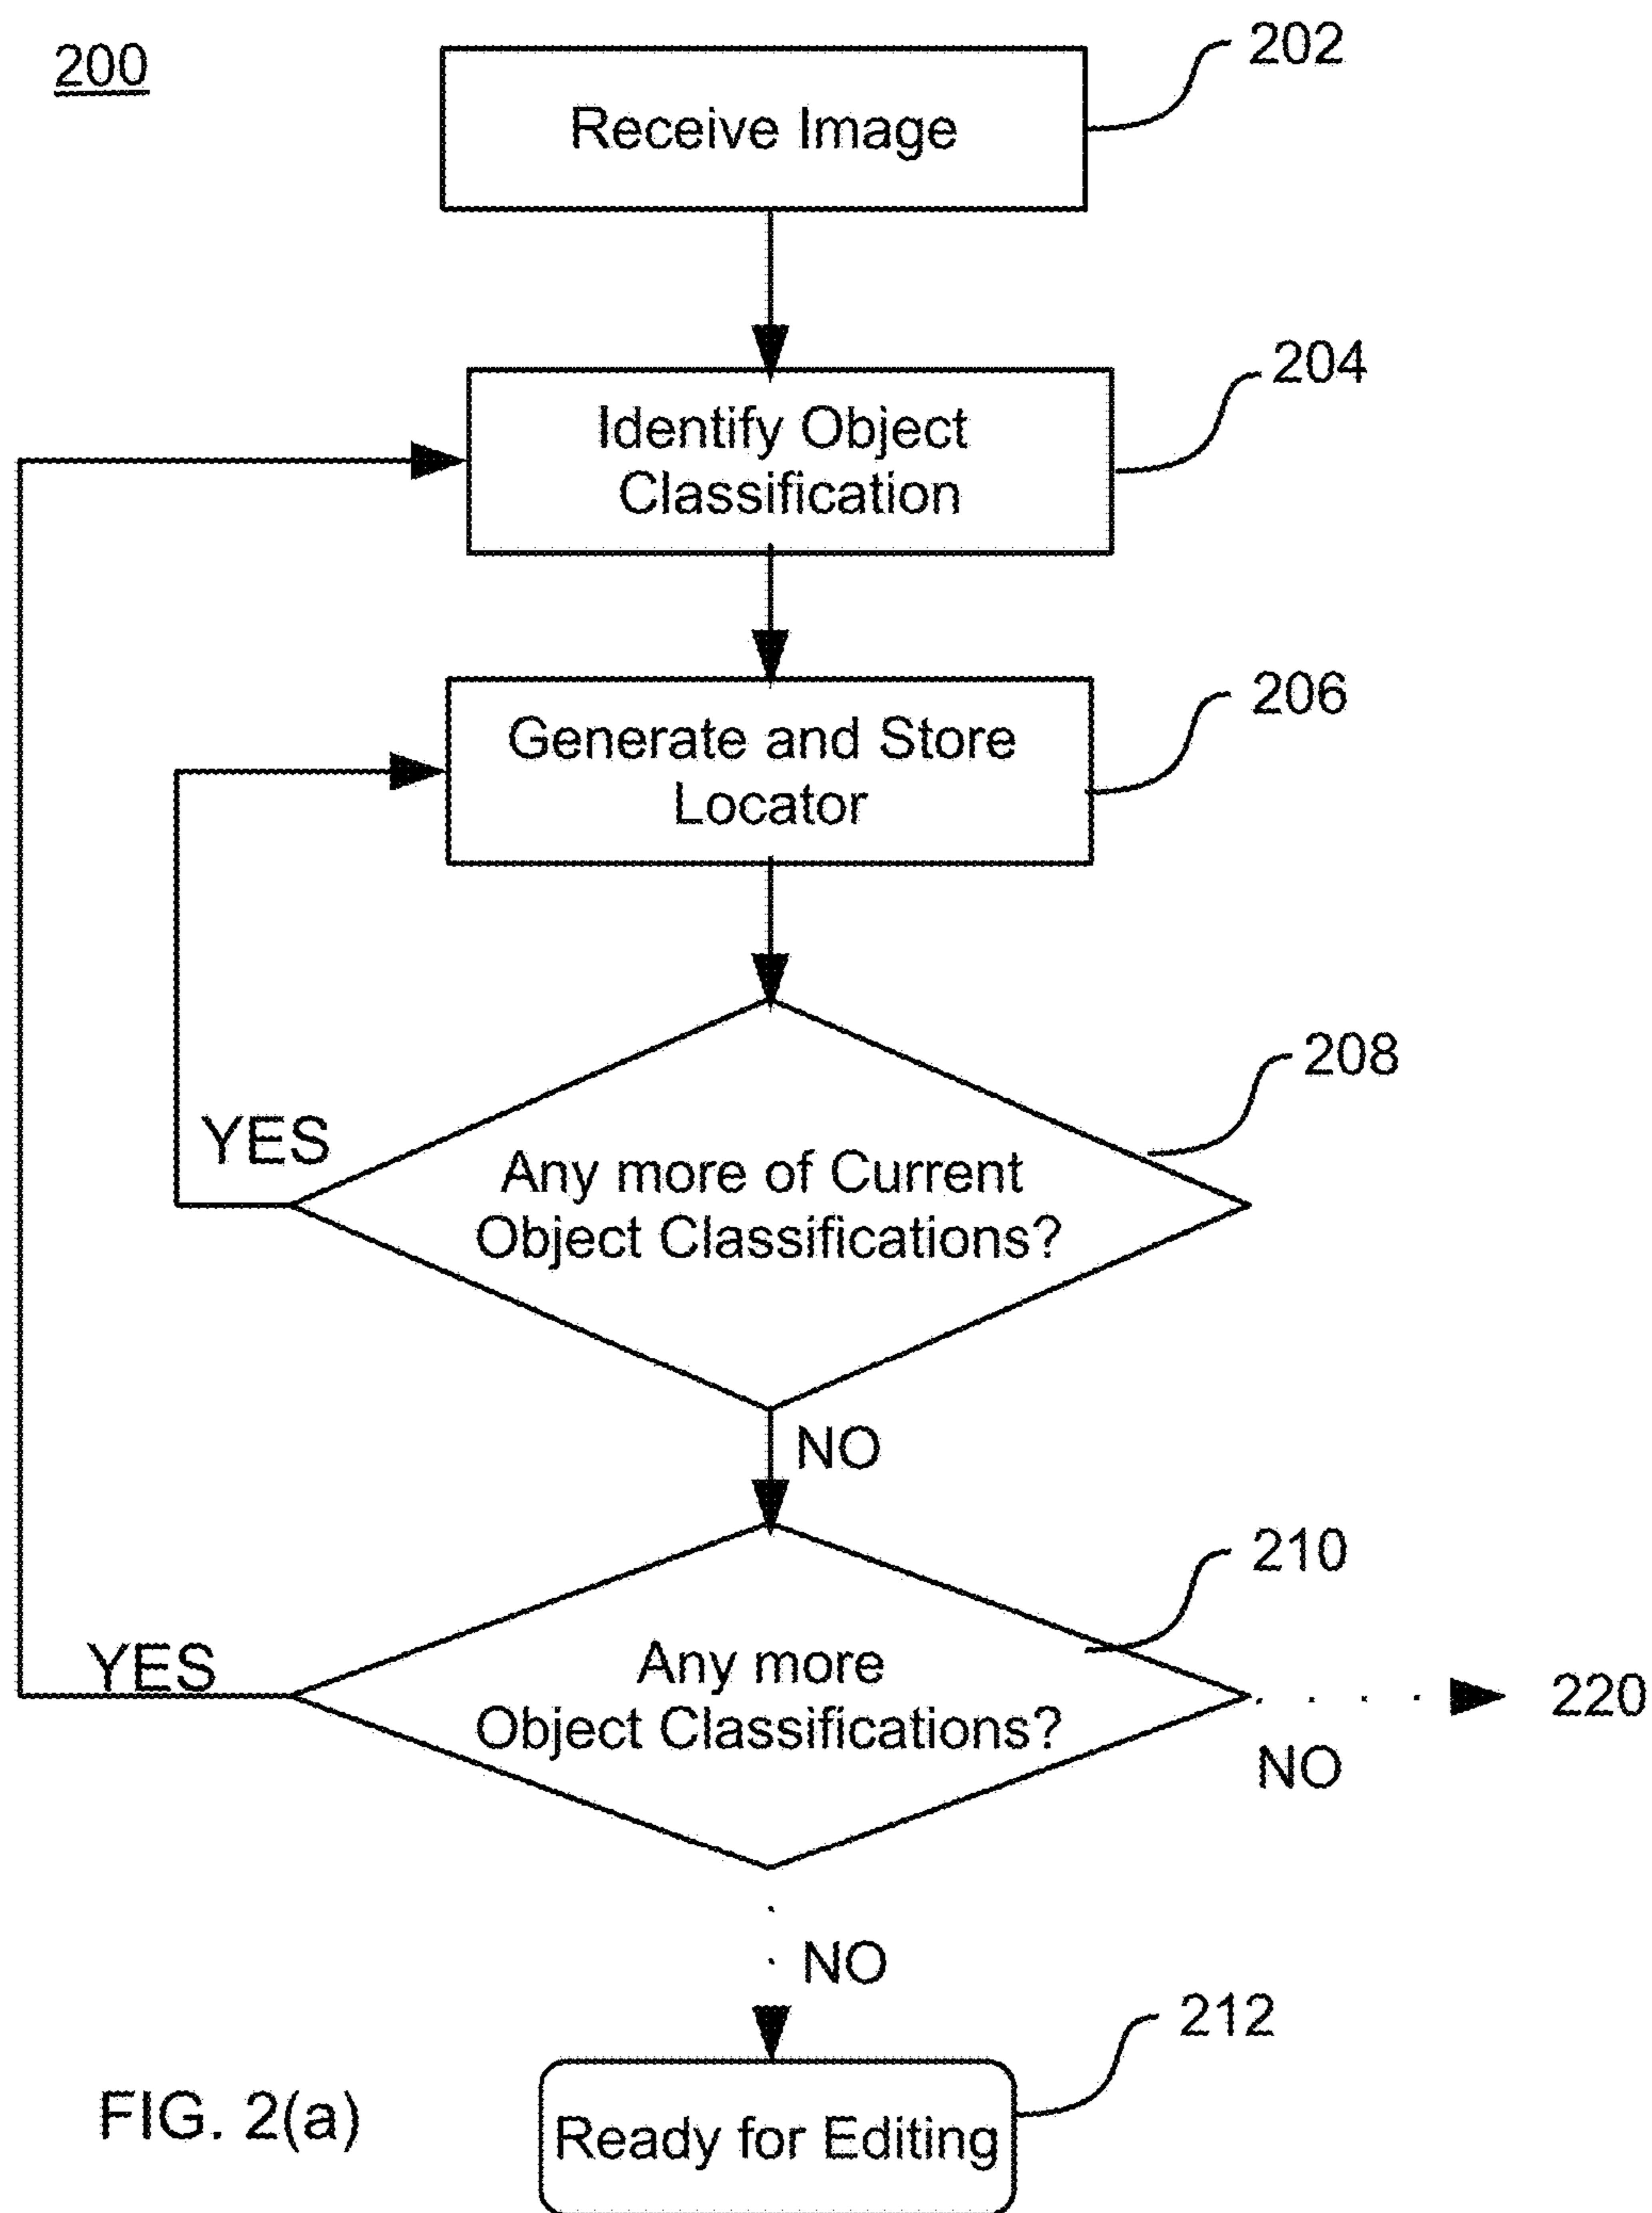 200
202
Receive Image
204
Identify Object
Classification
206
Generate and Store
Locator
208
YES
Any more of Current
Object Classifications?
NO
210
YES
Any more
Object Classifications?
220
NO
NO
212
Ready for Editing
FIG. 2(a)